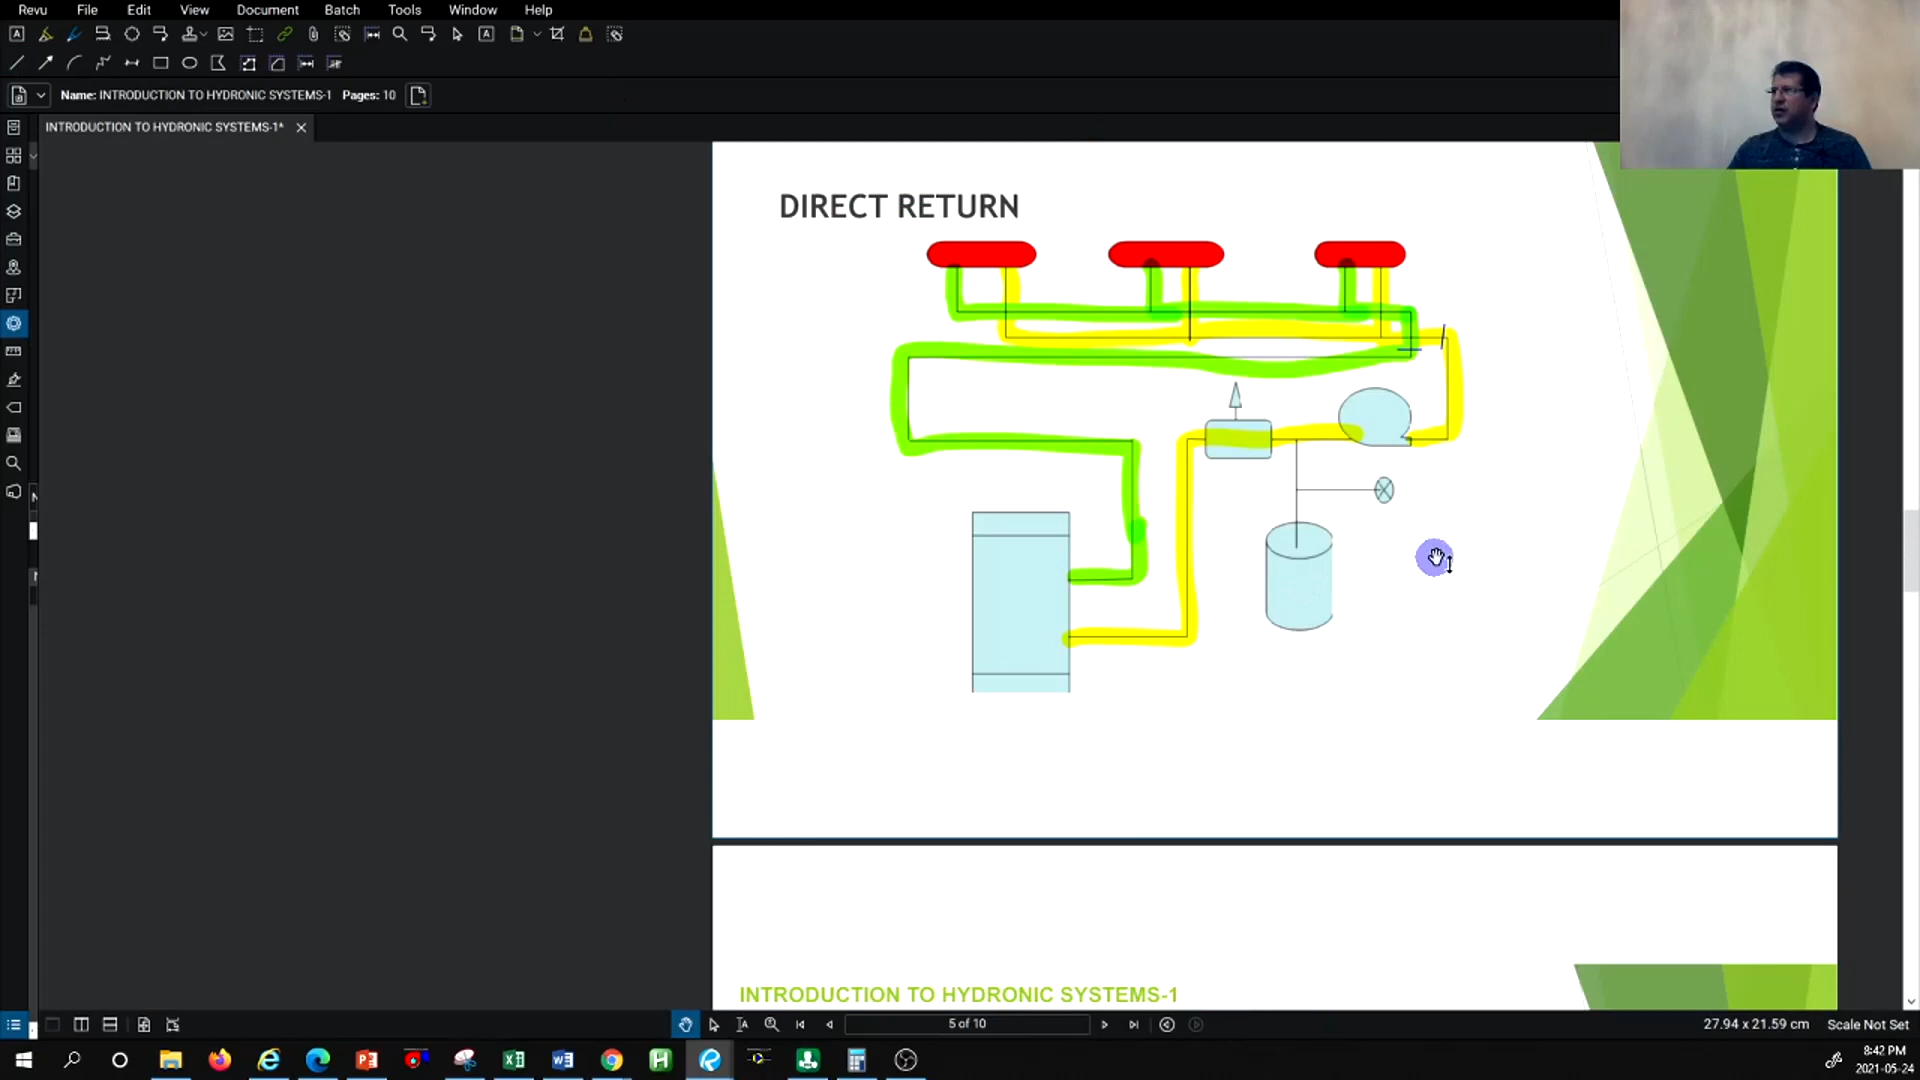 Revu File Edit View Document Batch Tools Window Help
Name: INTRODUCTION TO HYDRONIC SYSTEMS-1 Pages: 10
INTRODUCTION TO HYDRONIC SYSTEMS-1*
DIRECT RETURN
INTRODUCTION TO HYDRONIC SYSTEMS-1
5 of 10
27.94 x 21.59 cm Scale Not Set
8:42 PM
2021-05-24